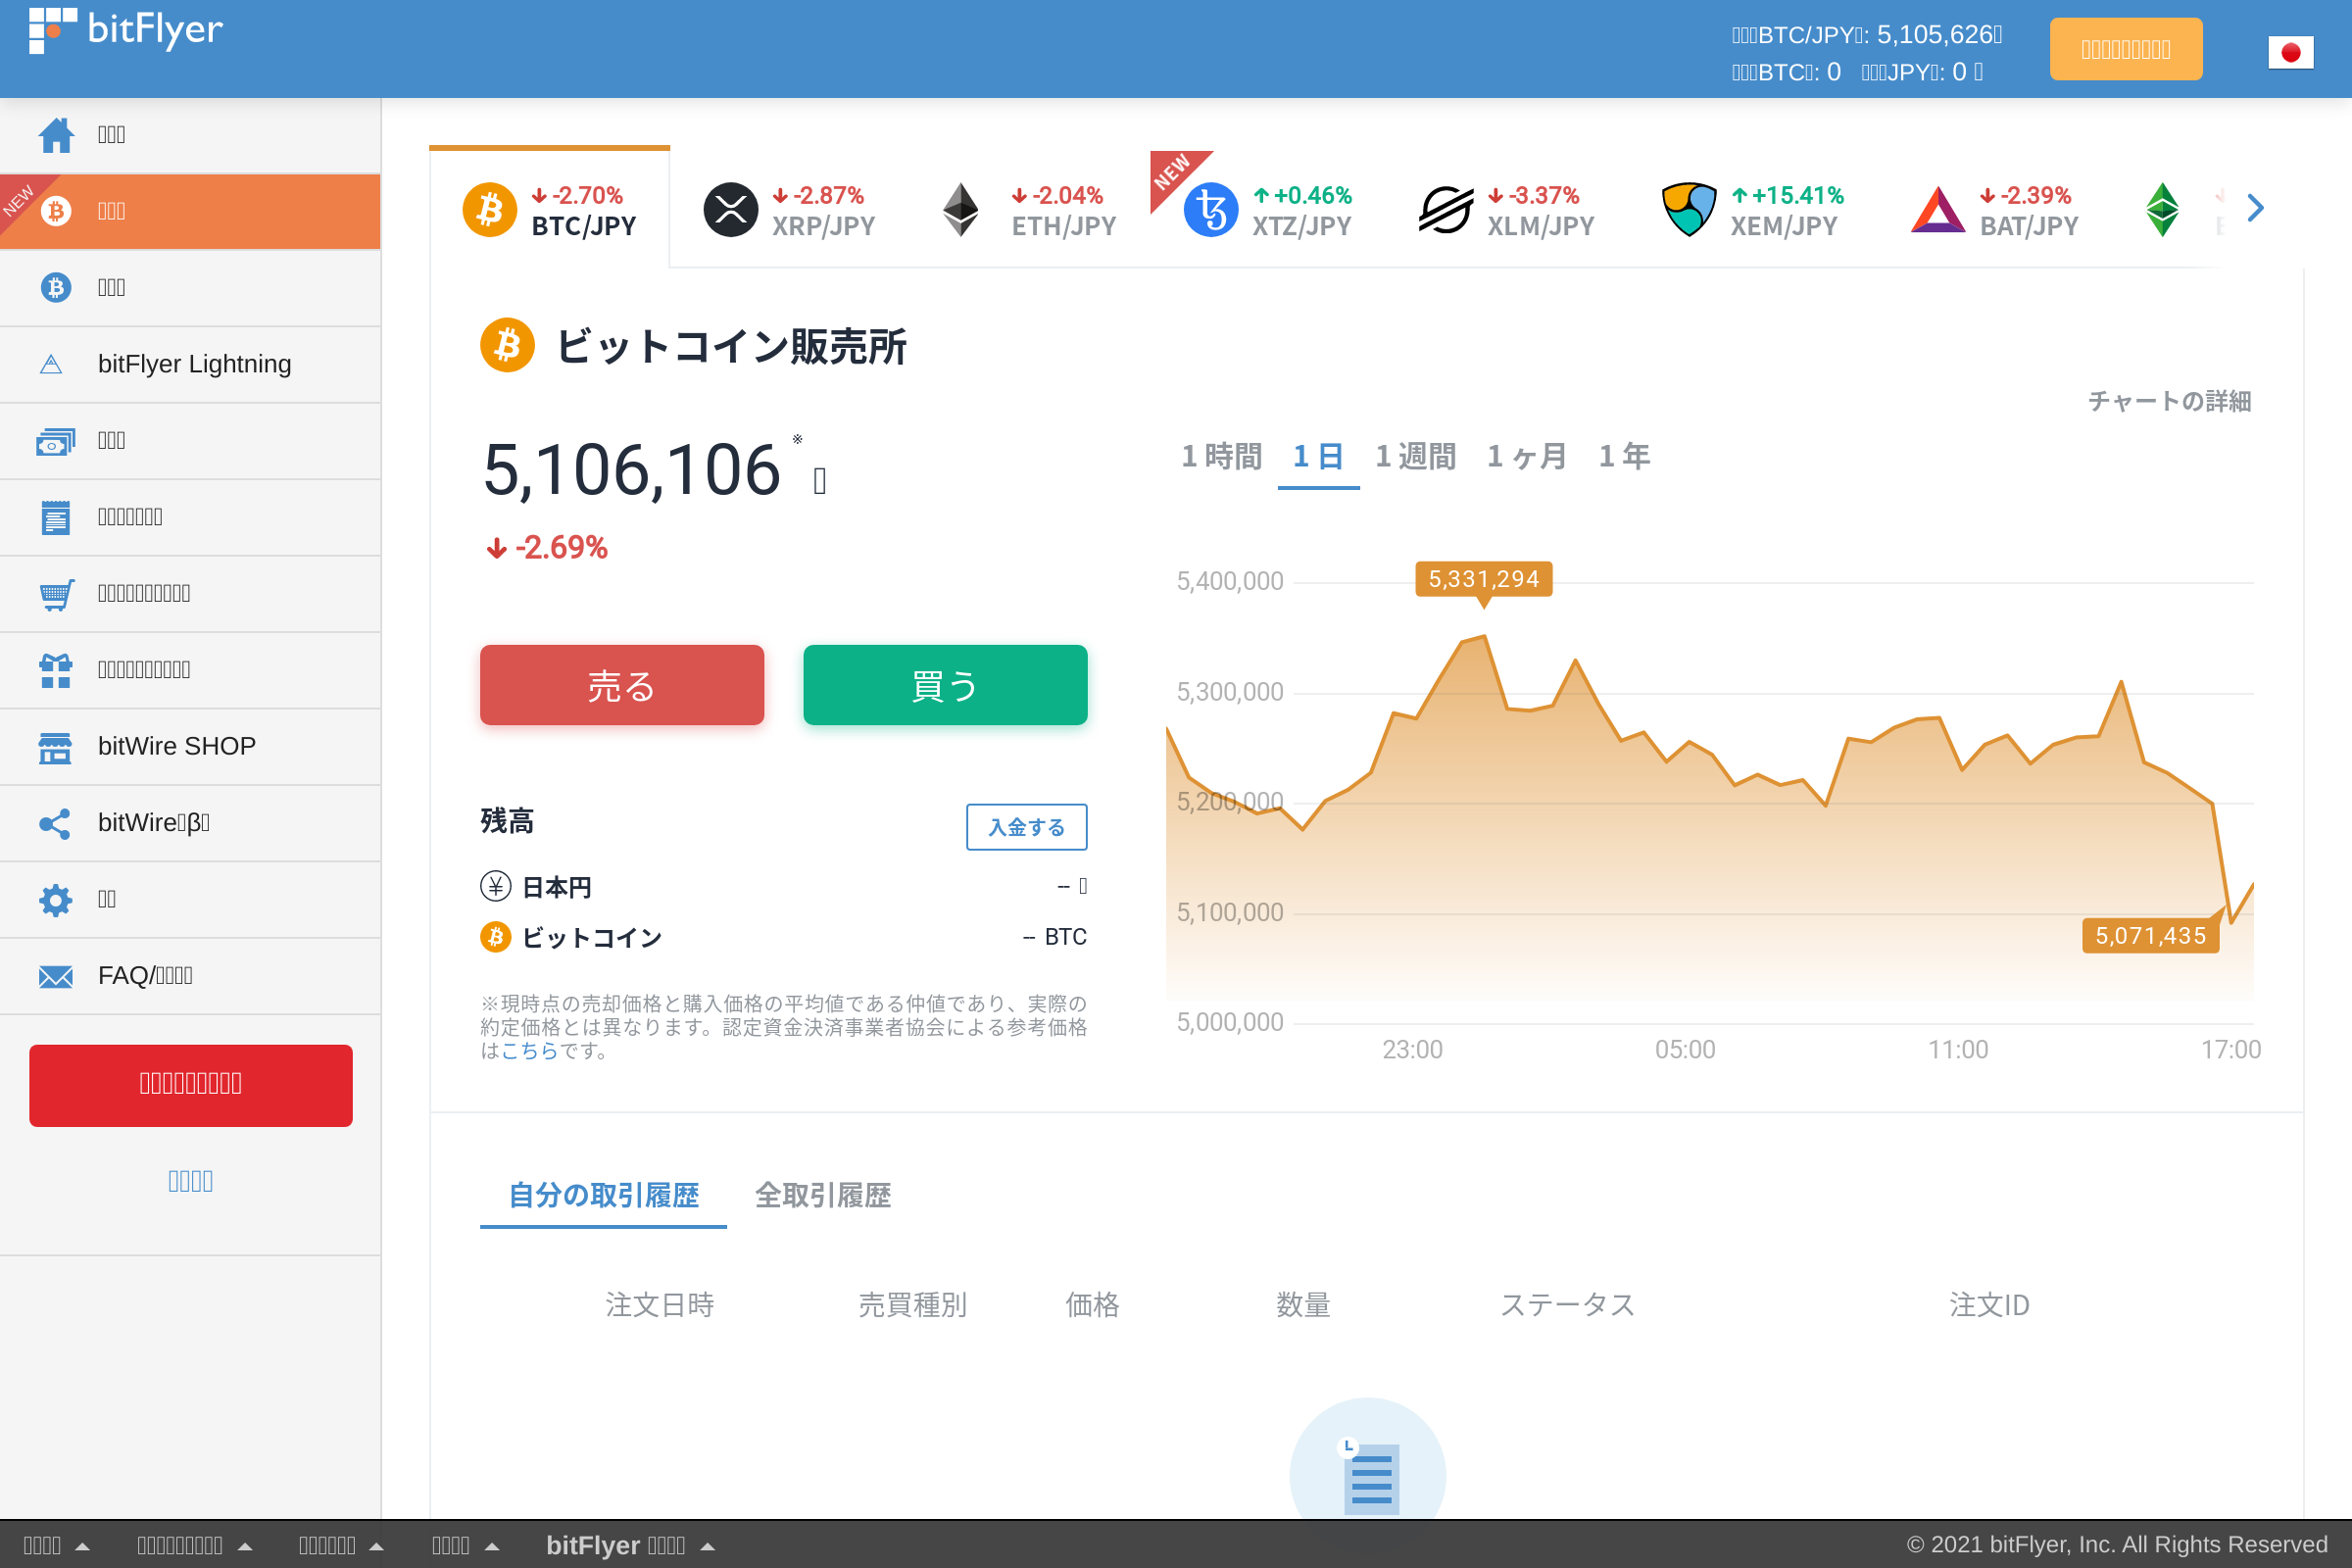 bitFlyer
BTC/JPY: 5,105,626
BTC: 0 JPY: 0
NEW
bitFlyer Lightning
bitWire SHOP
bitWire β
FAQ/
-2.70%
BTC/JPY
-2.87%
XRP/JPY
-2.04%
ETH/JPY
NEW
+0.46%
XTZ/JPY
-3.37%
XLM/JPY
+15.41%
XEM/JPY
-2.39%
BAT/JPY
ビットコイン販売所
チャートの詳細
5,106,106 ※
-2.69%
1 時間 1 日 1 週間 1 ヶ月 1 年
売る 買う
残高 入金する
日本円 --
ビットコイン -- BTC
※現時点の売却価格と購入価格の平均値である仲値であり、実際の
約定価格とは異なります。認定資金決済事業者協会による参考価格
はこちらです。
5,400,000
5,331,294
5,300,000
5,200,000
5,100,000
5,071,435
5,000,000
23:00 05:00 11:00 17:00
自分の取引履歴 全取引履歴
注文日時 売買種別 価格 数量 ステータス 注文ID
bitFlyer
© 2021 bitFlyer, Inc. All Rights Reserved